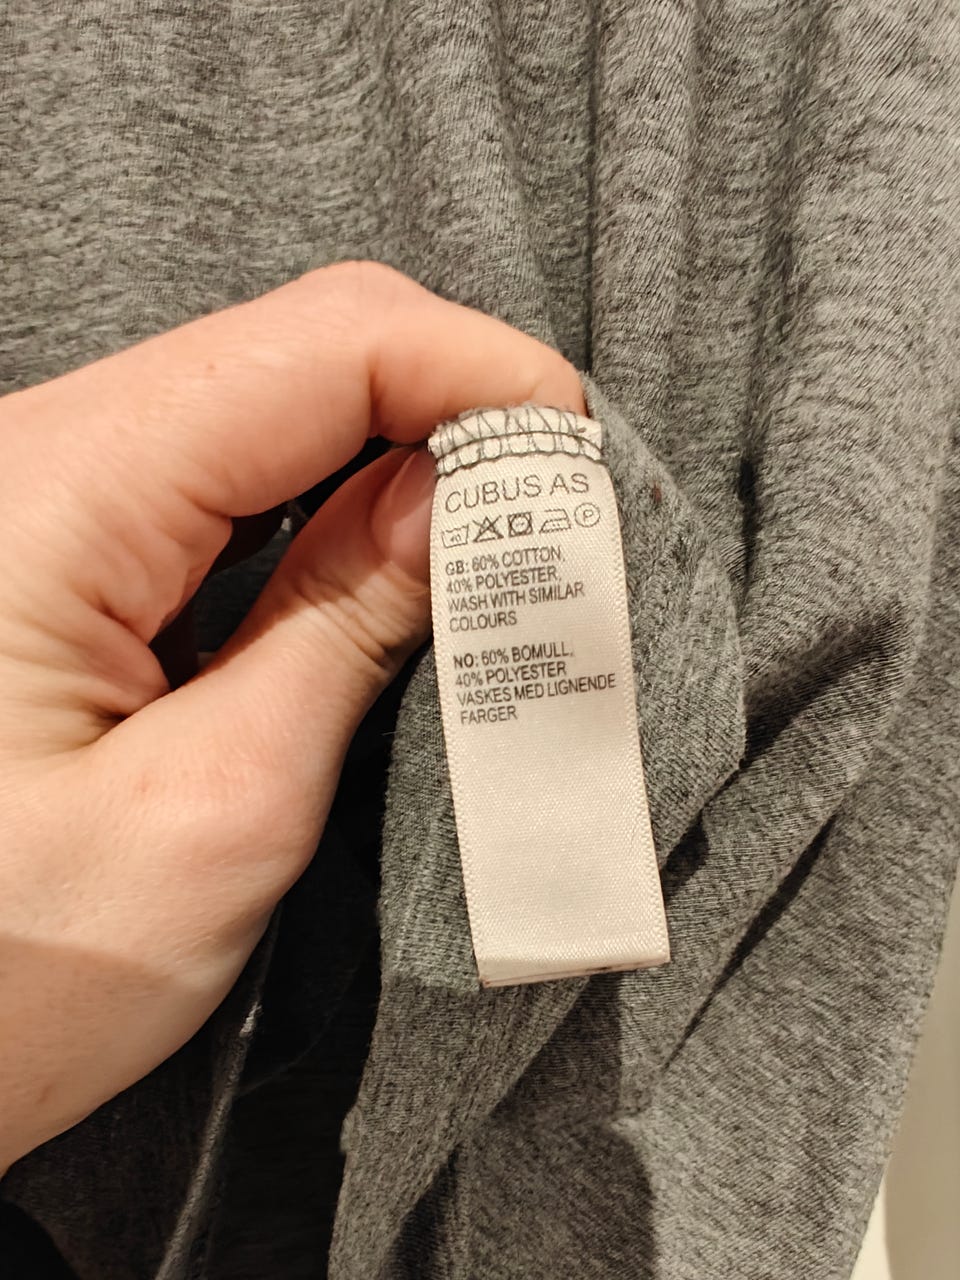 CUBUS AS
40 P
GB: 60% COTTON,
40% POLYESTER,
WASH WITH SIMILAR
COLOURS
NO: 60% BOMULL,
40% POLYESTER
VASKES MED LIGNENDE
FARGER